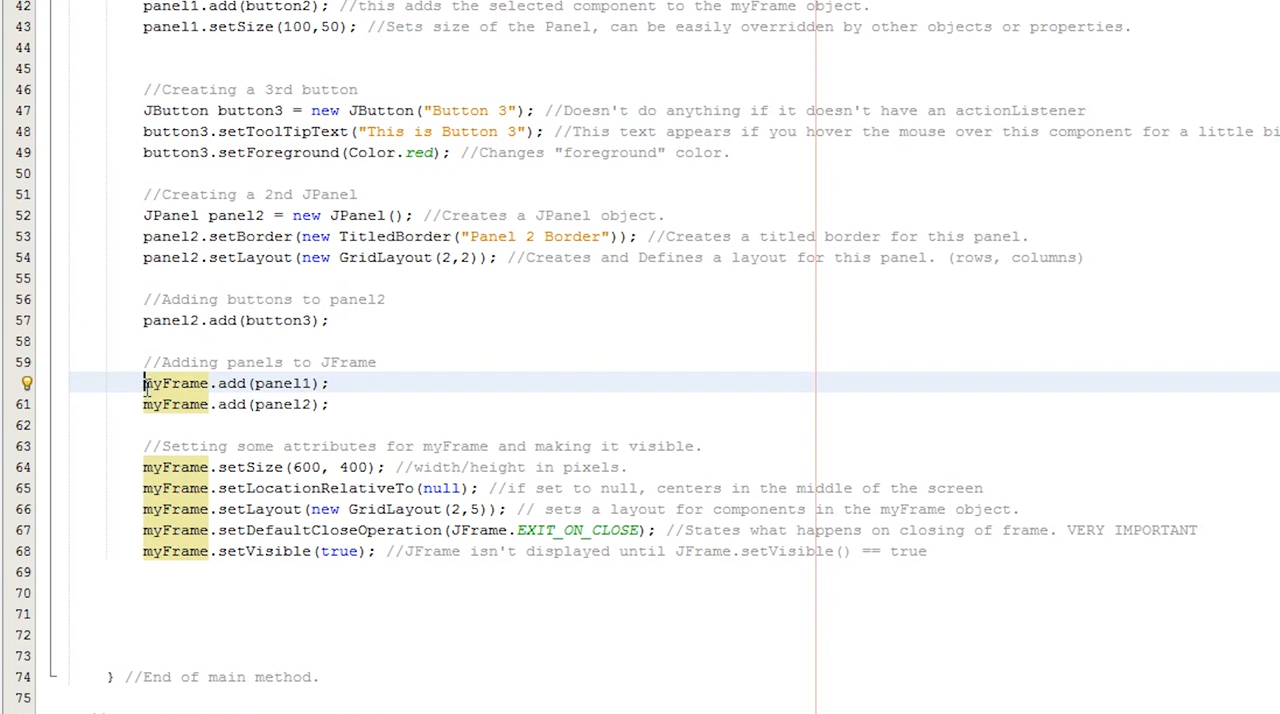 42 panel1.add(button2); //this adds the selected component to the myFrame object.
43 panel1.setSize(100,50); //Sets size of the Panel, can be easily overridden by other objects or properties.
44
45
46 //Creating a 3rd button
47 JButton button3 = new JButton("Button 3"); //Doesn't do anything if it doesn't have an actionListener
48 button3.setToolTipText("This is Button 3"); //This text appears if you hover the mouse over this component for a little bi
49 button3.setForeground(Color.red); //Changes "foreground" color.
50
51 //Creating a 2nd JPanel
52 JPanel panel2 = new JPanel(); //Creates a JPanel object.
53 panel2.setBorder(new TitledBorder("Panel 2 Border")); //Creates a titled border for this panel.
54 panel2.setLayout(new GridLayout(2,2)); //Creates and Defines a layout for this panel. (rows, columns)
55
56 //Adding buttons to panel2
57 panel2.add(button3);
58
59 //Adding panels to JFrame
myFrame.add(panel1);
61 myFrame.add(panel2);
62
63 //Setting some attributes for myFrame and making it visible.
64 myFrame.setSize(600, 400); //width/height in pixels.
65 myFrame.setLocationRelativeTo(null); //if set to null, centers in the middle of the screen
66 myFrame.setLayout(new GridLayout(2,5)); // sets a layout for components in the myFrame object.
67 myFrame.setDefaultCloseOperation(JFrame.EXIT_ON_CLOSE); //States what happens on closing of frame. VERY IMPORTANT
68 myFrame.setVisible(true); //JFrame isn't displayed until JFrame.setVisible() == true
69
70
71
72
73
74 } //End of main method.
75